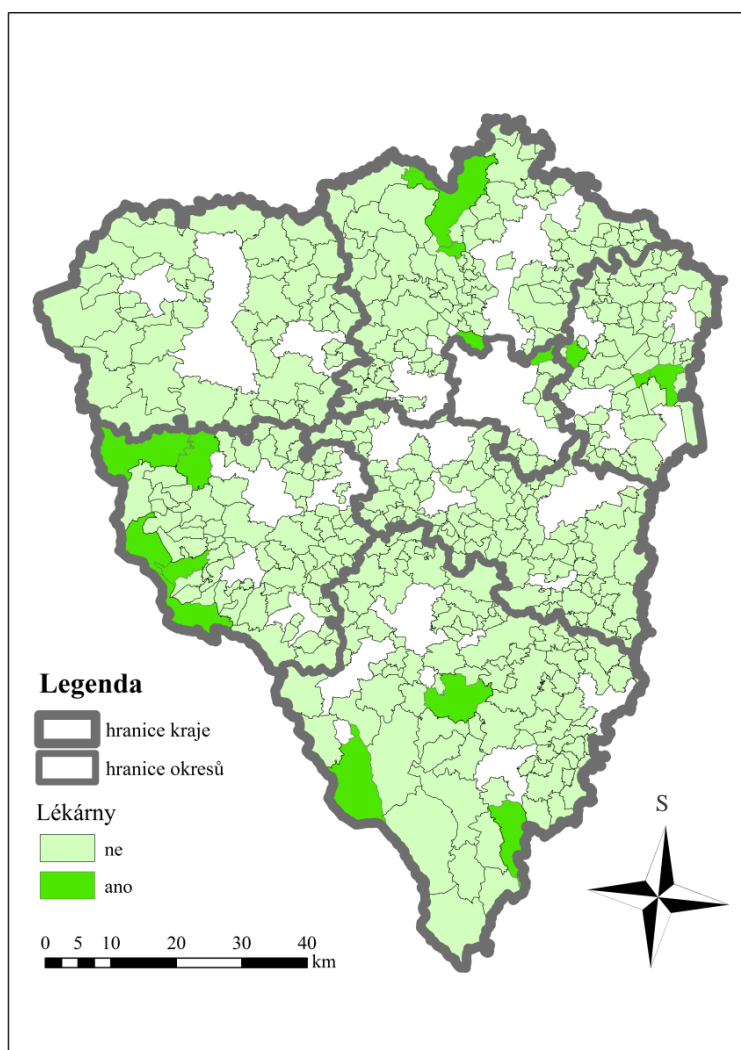 Legenda
hranice kraje
hranice okresů
Lékárny
ne
ano
0 5 10 20 30 40
km
S